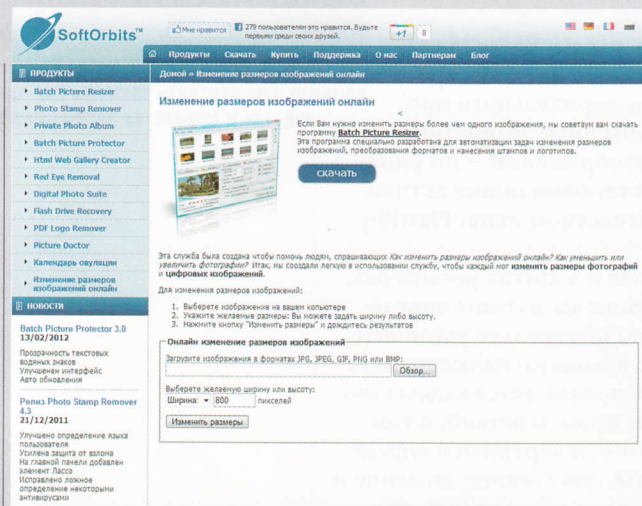 SoftOrbits™
Мне нравится
279 пользователям это нравится. Будьте
первыми среди своих друзей.
+1
8
Продукты Скачать Купить Поддержка О нас Партнерам Блог
ПРОДУКТЫ
Batch Picture Resizer
Photo Stamp Remover
Private Photo Album
Batch Picture Protector
Html Web Gallery Creator
Red Eye Removal
Digital Photo Suite
Flash Drive Recovery
PDF Logo Remover
Picture Doctor
Календарь овуляции
Изменение размеров
изображений онлайн
НОВОСТИ
Batch Picture Protector 3.0
13/02/2012
Прозрачность текстовых
водяных знаков
Улучшенен интерфейс
Авто обновления
Релиз Photo Stamp Remover
4.3
21/12/2011
Улучшено определение языка
пользователя
Усилена защита от взлома
На главной панели добавлен
элемент Лассо
Исправлено ложное
определение некоторыми
антивирусами
Домой » Изменение размеров изображений онлайн
Изменение размеров изображений онлайн
<
Если Вам нужно изменить размеры более чем одного изображения, мы советуем вам скачать
программу Batch Picture Resizer.
Эта программа специально разработана для автоматизации задач изменения размеров
изображений, преобразования форматов и нанесения штампов и логотипов.
скачать
Эта служба была создана чтобы помочь людям, спрашивающих Как изменить размеры изображений онлайн? Как уменьшить или
увеличить фотографии? Итак, мы создали легкую в использовании службу, чтобы каждый мог изменить размеры фотографий
и цифровых изображений.
Для изменения размеров изображений:
1. Выберете изображение на вашем копьютере
2. Укажите желаемые размеры: Вы можете задать ширину либо высоту.
3. Нажмите кнопку "Изменить размеры" и дождитесь результатов
Онлайн изменение размеров изображений
Загрузите изображения в форматах JPG, JPEG, GIF, PNG или BMP:
Обзор...
Выберете желаемую ширину или высоту:
Ширина: 800 пикселей
Изменить размеры